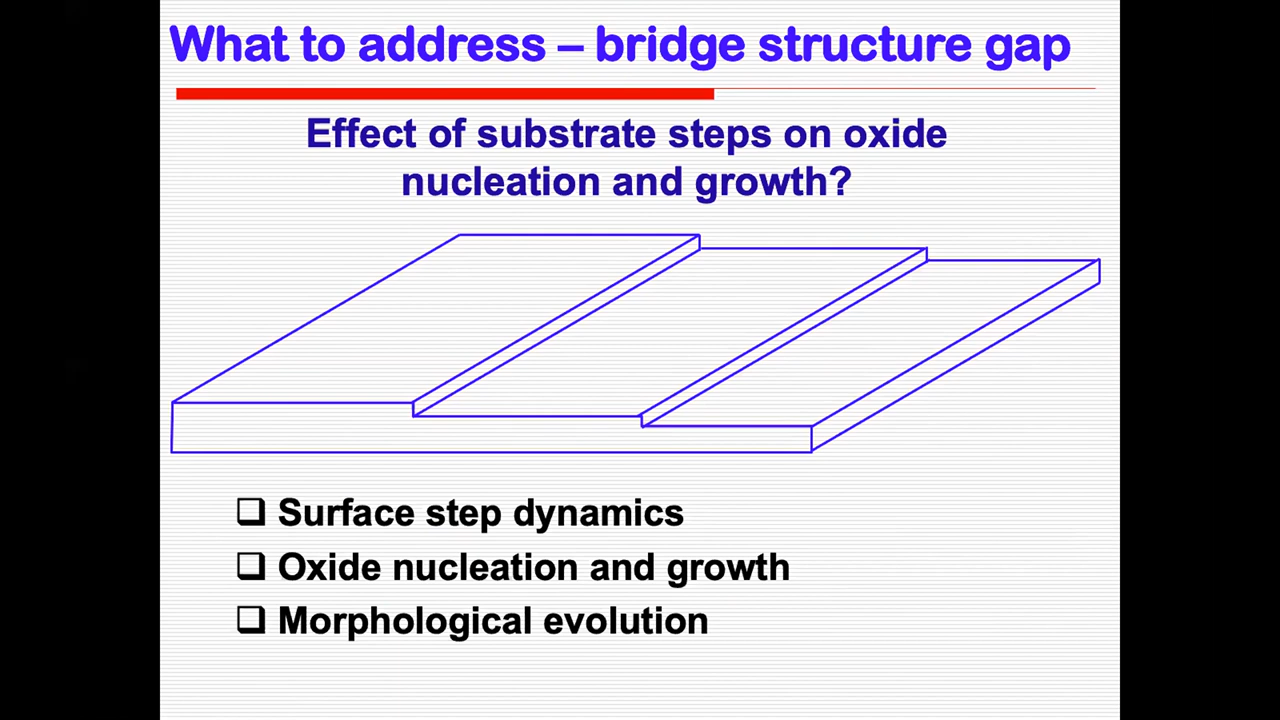 What to address – bridge structure gap
Effect of substrate steps on oxide
nucleation and growth?
❑ Surface step dynamics
❑ Oxide nucleation and growth
❑ Morphological evolution